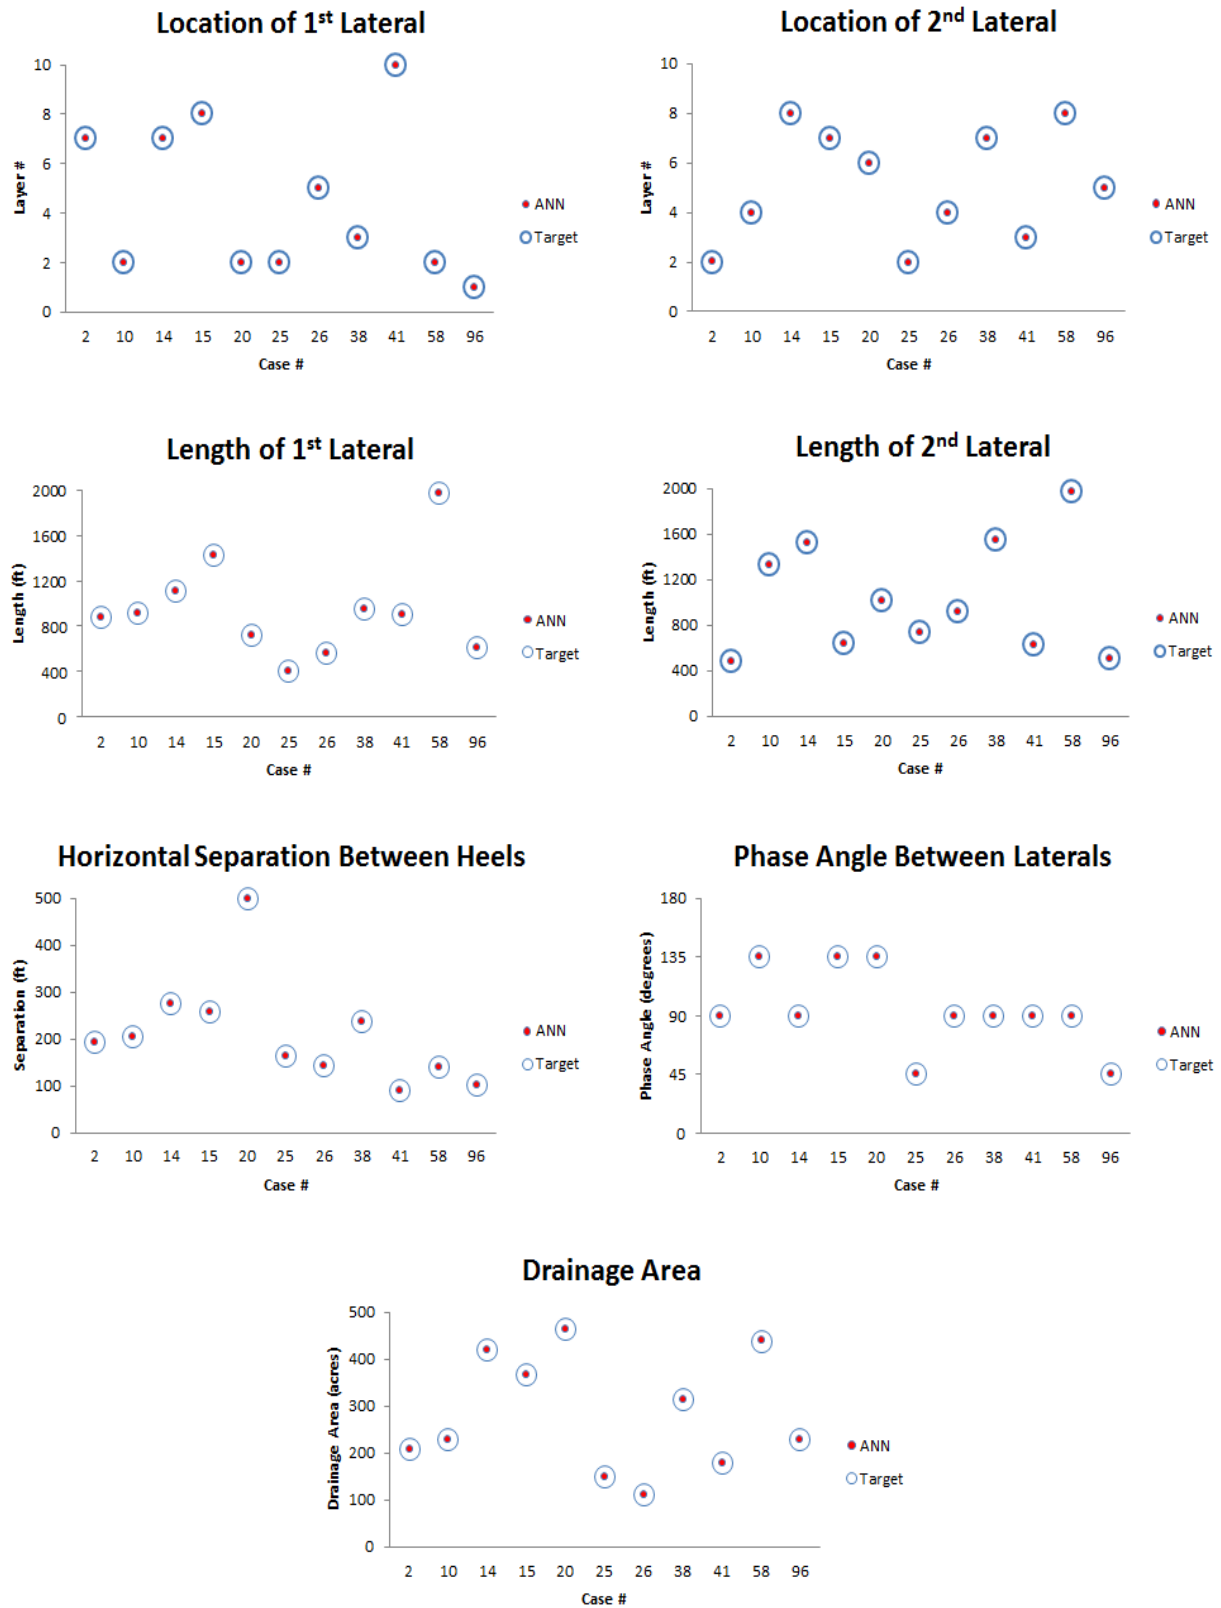 Location of 1st Lateral
10
8
6
4
2
0
Layer #
2 10 14 15 20 25 26 38 41 58 96
Case #
ANN
Target
Location of 2nd Lateral
10
8
6
4
2
0
Layer #
2 10 14 15 20 25 26 38 41 58 96
Case #
ANN
Target
Length of 1st Lateral
2000
1600
1200
800
400
0
Length (ft)
2 10 14 15 20 25 26 38 41 58 96
Case #
ANN
Target
Length of 2nd Lateral
2000
1600
1200
800
400
0
Length (ft)
2 10 14 15 20 25 26 38 41 58 96
Case #
ANN
Target
Horizontal Separation Between Heels
500
400
300
200
100
0
Separation (ft)
2 10 14 15 20 25 26 38 41 58 96
Case #
ANN
Target
Phase Angle Between Laterals
180
135
90
45
0
Phase Angle (degrees)
2 10 14 15 20 25 26 38 41 58 96
Case #
ANN
Target
Drainage Area
500
400
300
200
100
0
Drainage Area (acres)
2 10 14 15 20 25 26 38 41 58 96
Case #
ANN
Target